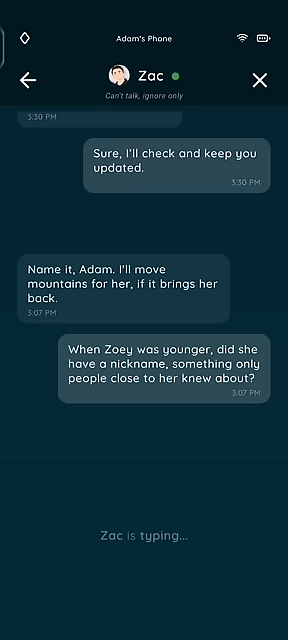 Adam's Phone
Zac
Can't talk, ignore only
3:30 PM
Sure, I'll check and keep you
updated.
3:30 PM
Name it, Adam. I'll move
mountains for her, if it brings her
back.
3:07 PM
When Zoey was younger, did she
have a nickname, something only
people close to her knew about?
3:07 PM
Zac is typing...